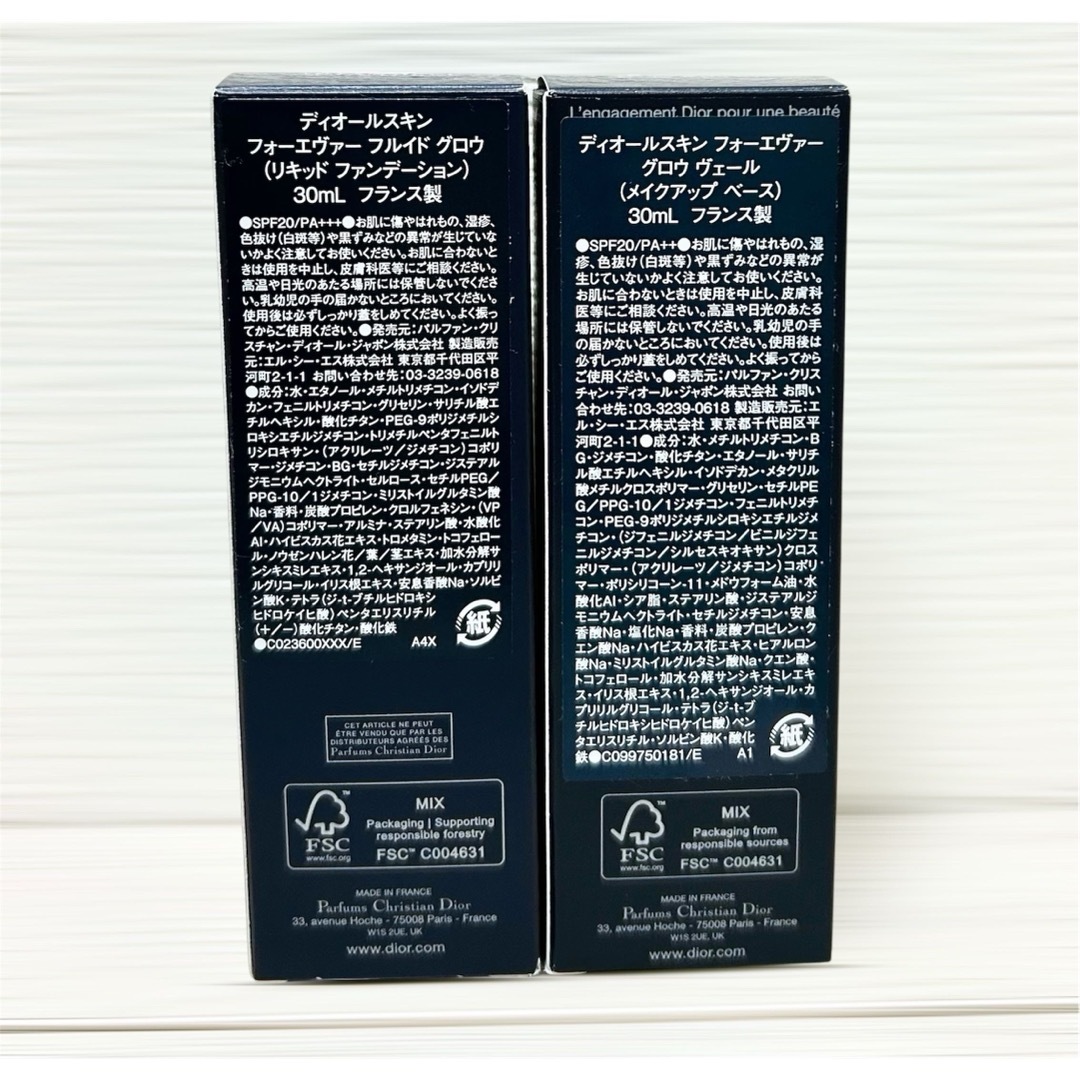 ディオールスキン
フォーエヴァー フルイド グロウ
(リキッド ファンデーション)
30mL フランス製
●SPF20/PA+++●お肌に傷やはれもの、湿疹、
色抜け(白斑等)や黒ずみなどの異常が生じていな
いかよく注意してお使いください。お肌に合わないと
きは使用を中止し、皮膚科医等にご相談ください。
高温や日光のあたる場所には保管しないでくださ
い。乳幼児の手の届かないところにおいてください。
使用後は必ずしっかり蓋をしめてください。よく振っ
てからご使用ください。●発売元:パルファン・クリ
スチャン・ディオール・ジャポン株式会社 製造販売
元:エル・シー・エス株式会社 東京都千代田区平
河町2-1-1 お問い合わせ先:03-3239-0618
●成分:水・エタノール・メチルトリメチコン・イソドデ
カン・フェニルトリメチコン・グリセリン・サリチル酸エ
チルヘキシル・酸化チタン・PEG-9ポリジメチル
シロキシエチルジメチコン・トリメチルペンタフェニルト
リシロキサン・(アクリレーツ/ジメチコン)コポリ
マー・ジメチコン・BG・セチルジメチコン・ジステアル
ジモニウムヘクトライト・セルロース・セチルPEG/
PPG-10/1ジメチコン・ミリストイルグルタミン酸
Na・香料・炭酸プロピレン・クロルフェネシン・(VP
/VA)コポリマー・アルミナ・ステアリン酸・水酸化
Al・ハイビスカス花エキス・トロメタミン・トコフェロー
ル・ノウゼンハレン花/葉/茎エキス・加水分解サ
ンシキスミレエキス・1,2-ヘキサンジオール・カプリリ
ルグリコール・イリス根エキス・安息香酸Na・ソルビ
ン酸K・テトラ(ジ-t-ブチルヒドロキシ
ヒドロケイヒ酸)ペンタエリスリチル
(+/−)酸化チタン・酸化鉄
●C023600XXX/E A4X
紙
CET ARTICLE NE PEUT
ÊTRE VENDU QUE PAR LES
DISTRIBUTEURS AGRÉÉS DES
Parfums Christian Dior
FSC
www.fsc.org
MIX
Packaging | Supporting
responsible forestry
FSC™ C004631
MADE IN FRANCE
Parfums Christian Dior
33, avenue Hoche - 75008 Paris - France
W1S 2UE, UK
www.dior.com
L'engagement Dior pour une beauté
ディオールスキン フォーエヴァー
グロウ ヴェール
(メイクアップ ベース)
30mL フランス製
●SPF20/PA++●お肌に傷やはれもの、湿
疹、色抜け(白斑等)や黒ずみなどの異常が
生じていないかよく注意してお使いください。
お肌に合わないときは使用を中止し、皮膚科
医等にご相談ください。高温や日光のあたる
場所には保管しないでください。乳幼児の手
の届かないところにおいてください。使用後は
必ずしっかり蓋をしめてください。よく振ってから
ご使用ください。●発売元:パルファン・クリス
チャン・ディオール・ジャポン株式会社 お問い
合わせ先:03-3239-0618 製造販売元:エ
ル・シー・エス株式会社 東京都千代田区平
河町2-1-1●成分:水・メチルトリメチコン・B
G・ジメチコン・酸化チタン・エタノール・サリチ
ル酸エチルヘキシル・イソドデカン・メタクリル
酸メチルクロスポリマー・グリセリン・セチルPE
G/PPG-10/1ジメチコン・フェニルトリメチ
コン・PEG-9ポリジメチルシロキシエチルジメ
チコン・(ジフェニルジメチコン/ビニルジフ
ェニルジメチコン/シルセスキオキサン)クロス
ポリマー・(アクリレーツ/ジメチコン)コポリ
マー・ポリシリコーン-11・メドウフォーム油・水
酸化Al・シア脂・ステアリン酸・ジステアルジ
モニウムヘクトライト・セチルジメチコン・安息
香酸Na・塩化Na・香料・炭酸プロピレン・ク
エン酸・ハイビスカス花エキス・ヒアルロン
酸Na・ミリストイルグルタミン酸Na・クエン酸・
トコフェロール・加水分解サンシキスミレエキ
ス・イリス根エキス・1,2-ヘキサンジオール・カ
プリリルグリコール・テトラ(ジ-t-ブ
チルヒドロキシヒドロケイヒ酸)ペン
タエリスリチル・ソルビン酸K・酸化
鉄●C099750181/E A1
紙
FSC
www.fsc.org
MIX
Packaging from
responsible sources
FSC™ C004631
MADE IN FRANCE
Parfums Christian Dior
33, avenue Hoche - 75008 Paris - France
W1S 2UE, UK
www.dior.com